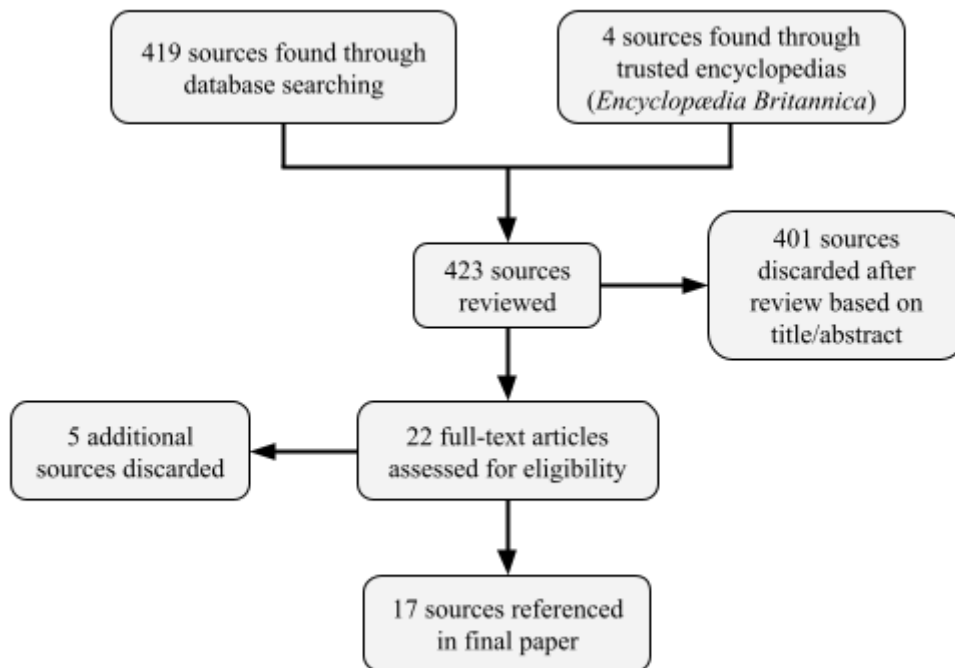 419 sources found through
database searching
4 sources found through
trusted encyclopedias
(Encyclopædia Britannica)
423 sources
reviewed
401 sources
discarded after
review based on
title/abstract
5 additional
sources discarded
22 full-text articles
assessed for eligibility
17 sources referenced
in final paper